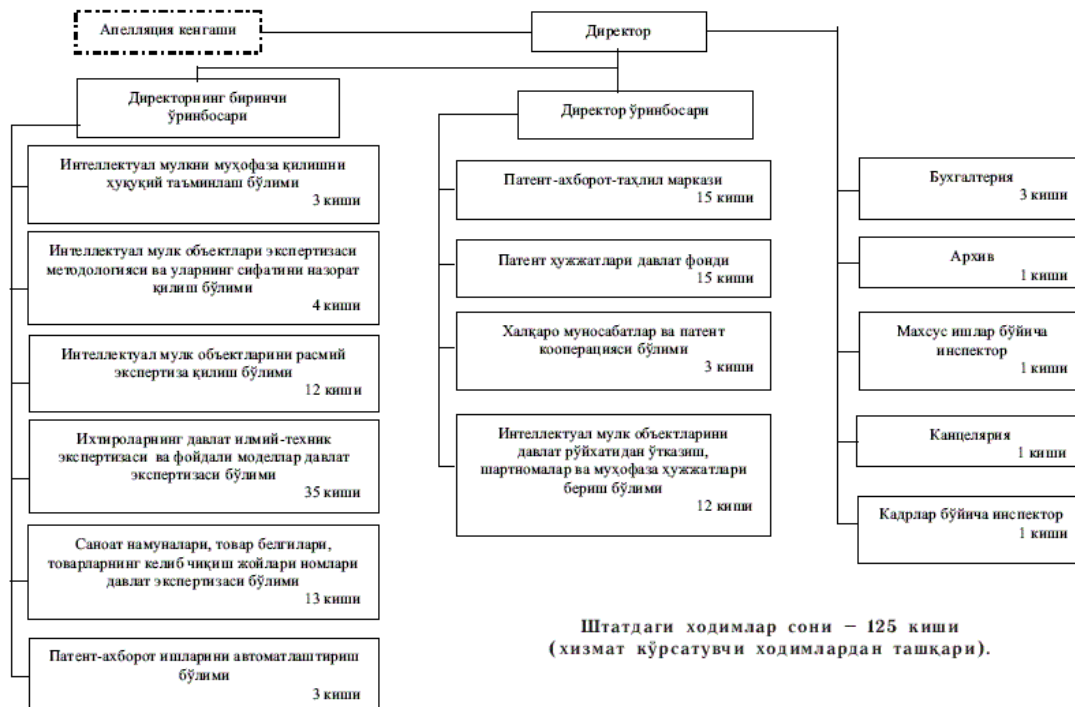 Апелляция кенгаши
Директор
Директорнинг биринчи
ўринбосари
Интеллектуал мулкни муҳофаза қилишни
ҳуқуқий таъминлаш бўлими
3 киши
Интеллектуал мулк объектлари экспертизаси
методологияси ва уларнинг сифатини назорат
қилиш бўлими
4 киши
Интеллектуал мулк объектларини расмий
экспертиза қилиш бўлими
12 киши
Ихтироларнинг давлат илмий-техник
экспертизаси ва фойдали моделлар давлат
экспертизаси бўлими
35 киши
Саноат намуналари, товар белгилари,
товарларнинг келиб чиқиш жойлари номлари
давлат экспертизаси бўлими
13 киши
Патент-ахборот ишларини автоматлаштириш
бўлими
3 киши
Директор ўринбосари
Патент-ахборот-таҳлил маркази
15 киши
Патент ҳужжатлари давлат фонди
15 киши
Халқаро муносабатлар ва патент
кооперацияси бўлими
3 киши
Интеллектуал мулк объектларини
давлат рўйхатидан ўтказиш,
шартномалар ва муҳофаза ҳужжатлари
бериш бўлими
12 киши
Бухгалтерия
3 киши
Архив
1 киши
Махсус ишлар бўйича
инспектор
1 киши
Канцелярия
1 киши
Кадрлар бўйича инспектор
1 киши
Штатдаги ходимлар сони – 125 киши
(хизмат кўрсатувчи ходимлардан ташқари).